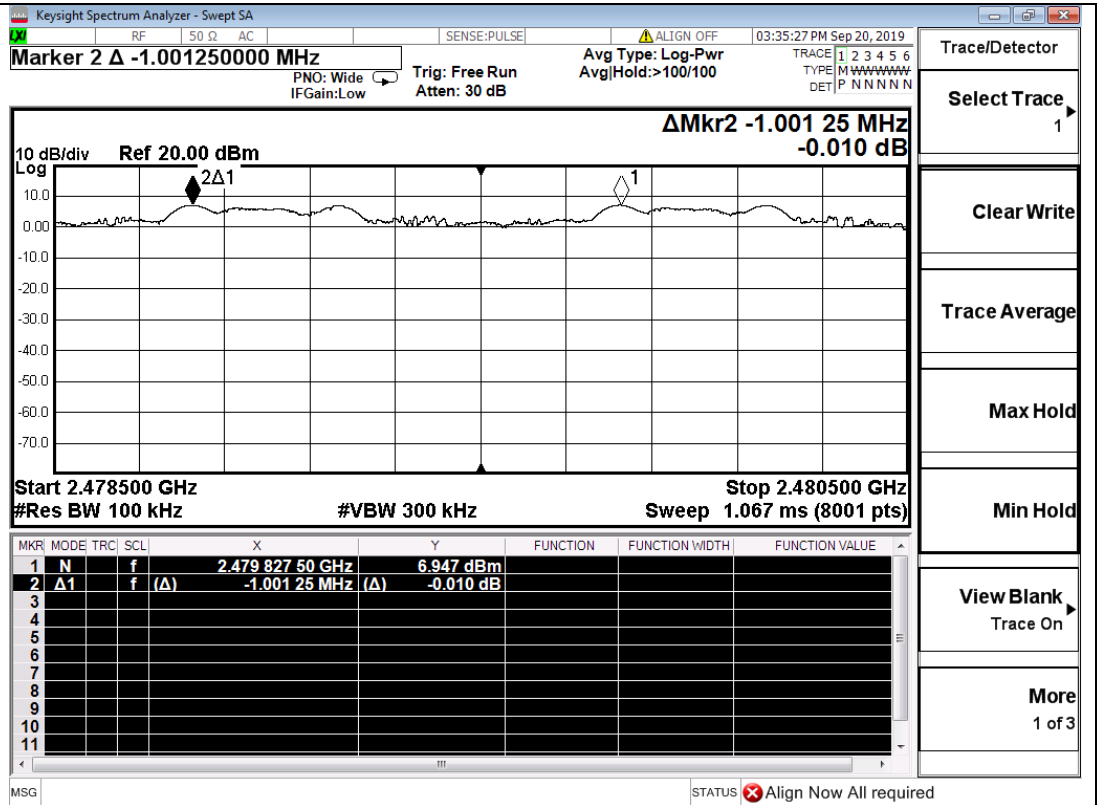 Keysight Spectrum Analyzer - Swept SA
LXI RF 50 Ω AC SENSE:PULSE ALIGN OFF 03:35:27 PM Sep 20, 2019
Marker 2 Δ -1.001250000 MHz
PNO: Wide
IFGain:Low
Trig: Free Run
Atten: 30 dB
Avg Type: Log-Pwr
Avg|Hold:>100/100
TRACE 1 2 3 4 5 6
TYPE M WWWWW
DET P N N N N N
ΔMkr2 -1.001 25 MHz
-0.010 dB
10 dB/div Ref 20.00 dBm
Log
2Δ1
1
10.0
0.00
-10.0
-20.0
-30.0
-40.0
-50.0
-60.0
-70.0
Start 2.478500 GHz Stop 2.480500 GHz
#Res BW 100 kHz #VBW 300 kHz Sweep 1.067 ms (8001 pts)
MKR MODE TRC SCL X Y FUNCTION FUNCTION WIDTH FUNCTION VALUE
1 N f 2.479 827 50 GHz 6.947 dBm
2 Δ1 f (Δ) -1.001 25 MHz (Δ) -0.010 dB
3
4
5
6
7
8
9
10
11
MSG STATUS Align Now All required
Trace/Detector
Select Trace
1
Clear Write
Trace Average
Max Hold
Min Hold
View Blank
Trace On
More
1 of 3